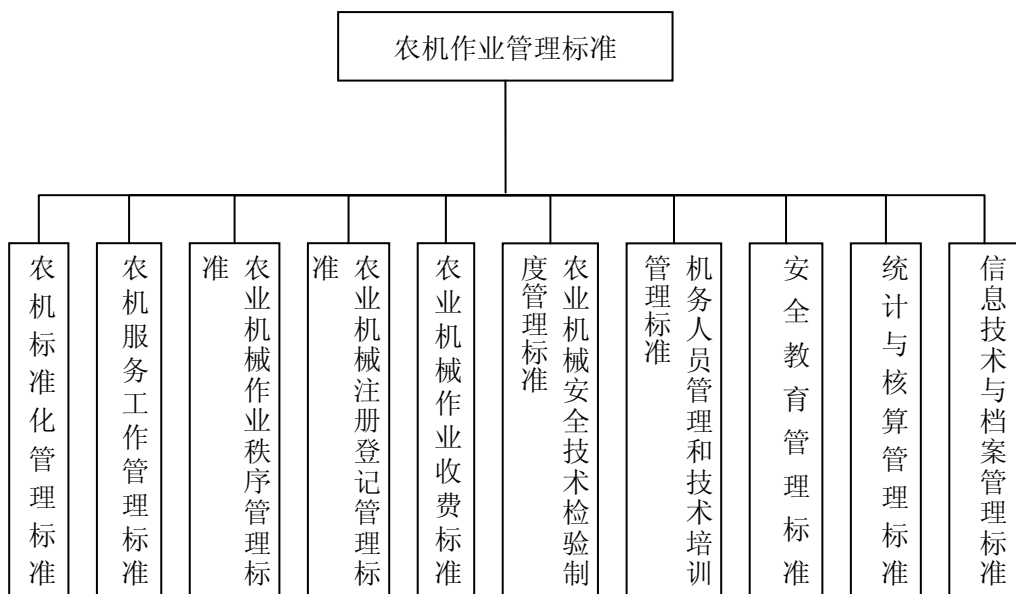 农机作业管理标准
农机标准化管理标准
农机服务工作管理标准
农业机械作业秩序管理标
准
农业机械注册登记管理标
准
农业机械作业收费标准
农业机械安全技术检验制
度管理标准
机务人员管理和技术培训
管理标准
安全教育管理标准
统计与核算管理标准
信息技术与档案管理标准